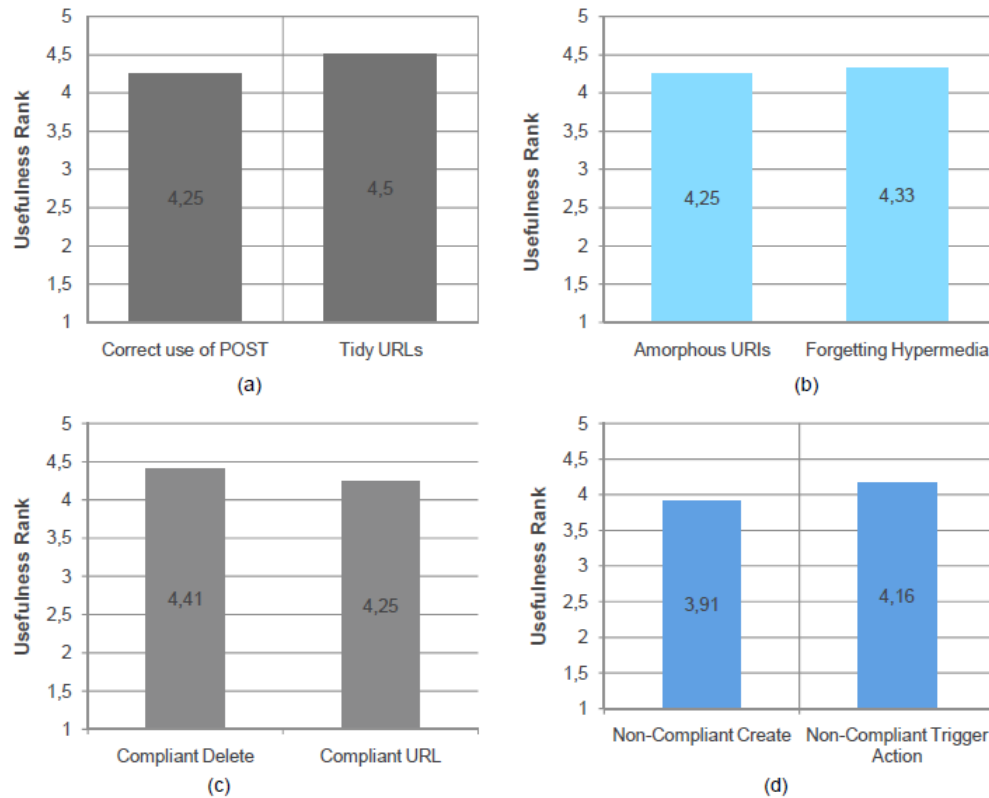 Usefulness Rank
5
4,5
4
3,5
3
2,5
2
1,5
1
4,25
4,5
Correct use of POST
Tidy URLs
(a)
Usefulness Rank
5
4,5
4
3,5
3
2,5
2
1,5
1
4,25
4,33
Amorphous URIs
Forgetting Hypermedia
(b)
Usefulness Rank
5
4,5
4
3,5
3
2,5
2
1,5
1
4,41
4,25
Compliant Delete
Compliant URL
(c)
Usefulness Rank
5
4,5
4
3,5
3
2,5
2
1,5
1
3,91
4,16
Non-Compliant Create
Non-Compliant Trigger
Action
(d)